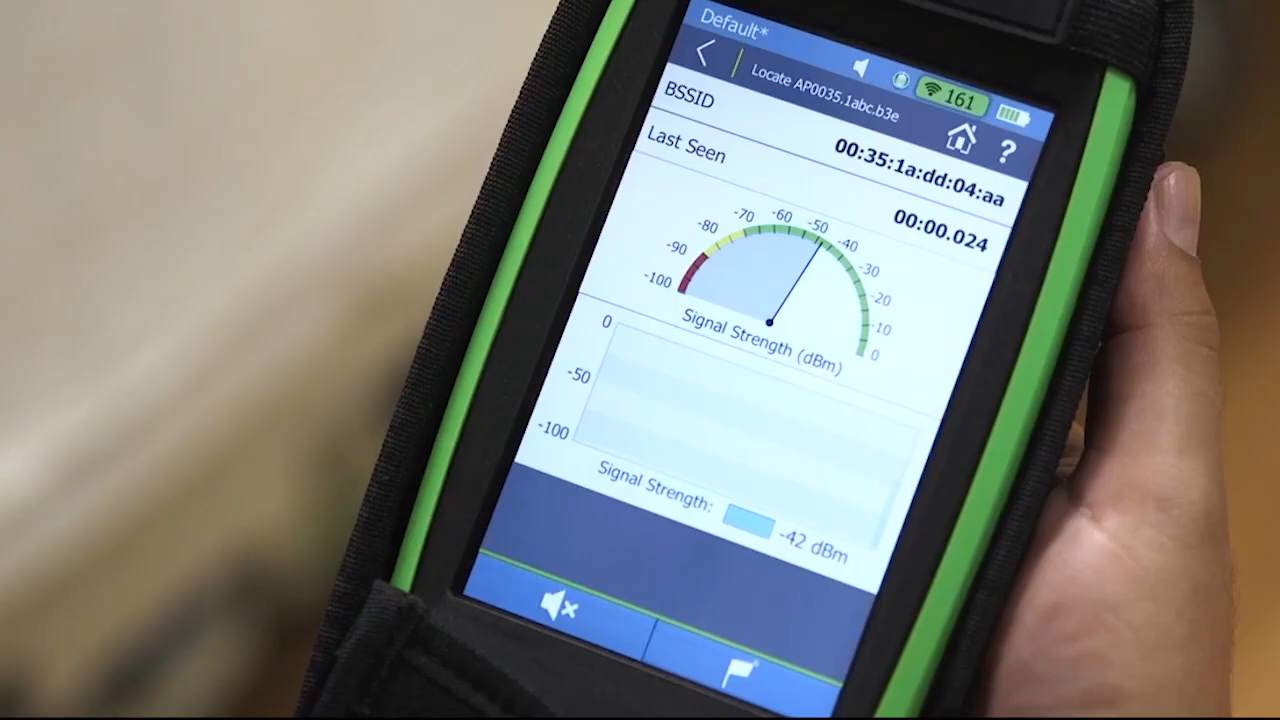 Default*
161
Locate AP0035.1abc.b3e
?
BSSID
00:35:1a:dd:04:aa
Last Seen
00:00.024
-100 -90 -80 -70 -60 -50 -40 -30 -20 -10 0
Signal Strength (dBm)
0
-50
-100
Signal Strength: -42 dBm